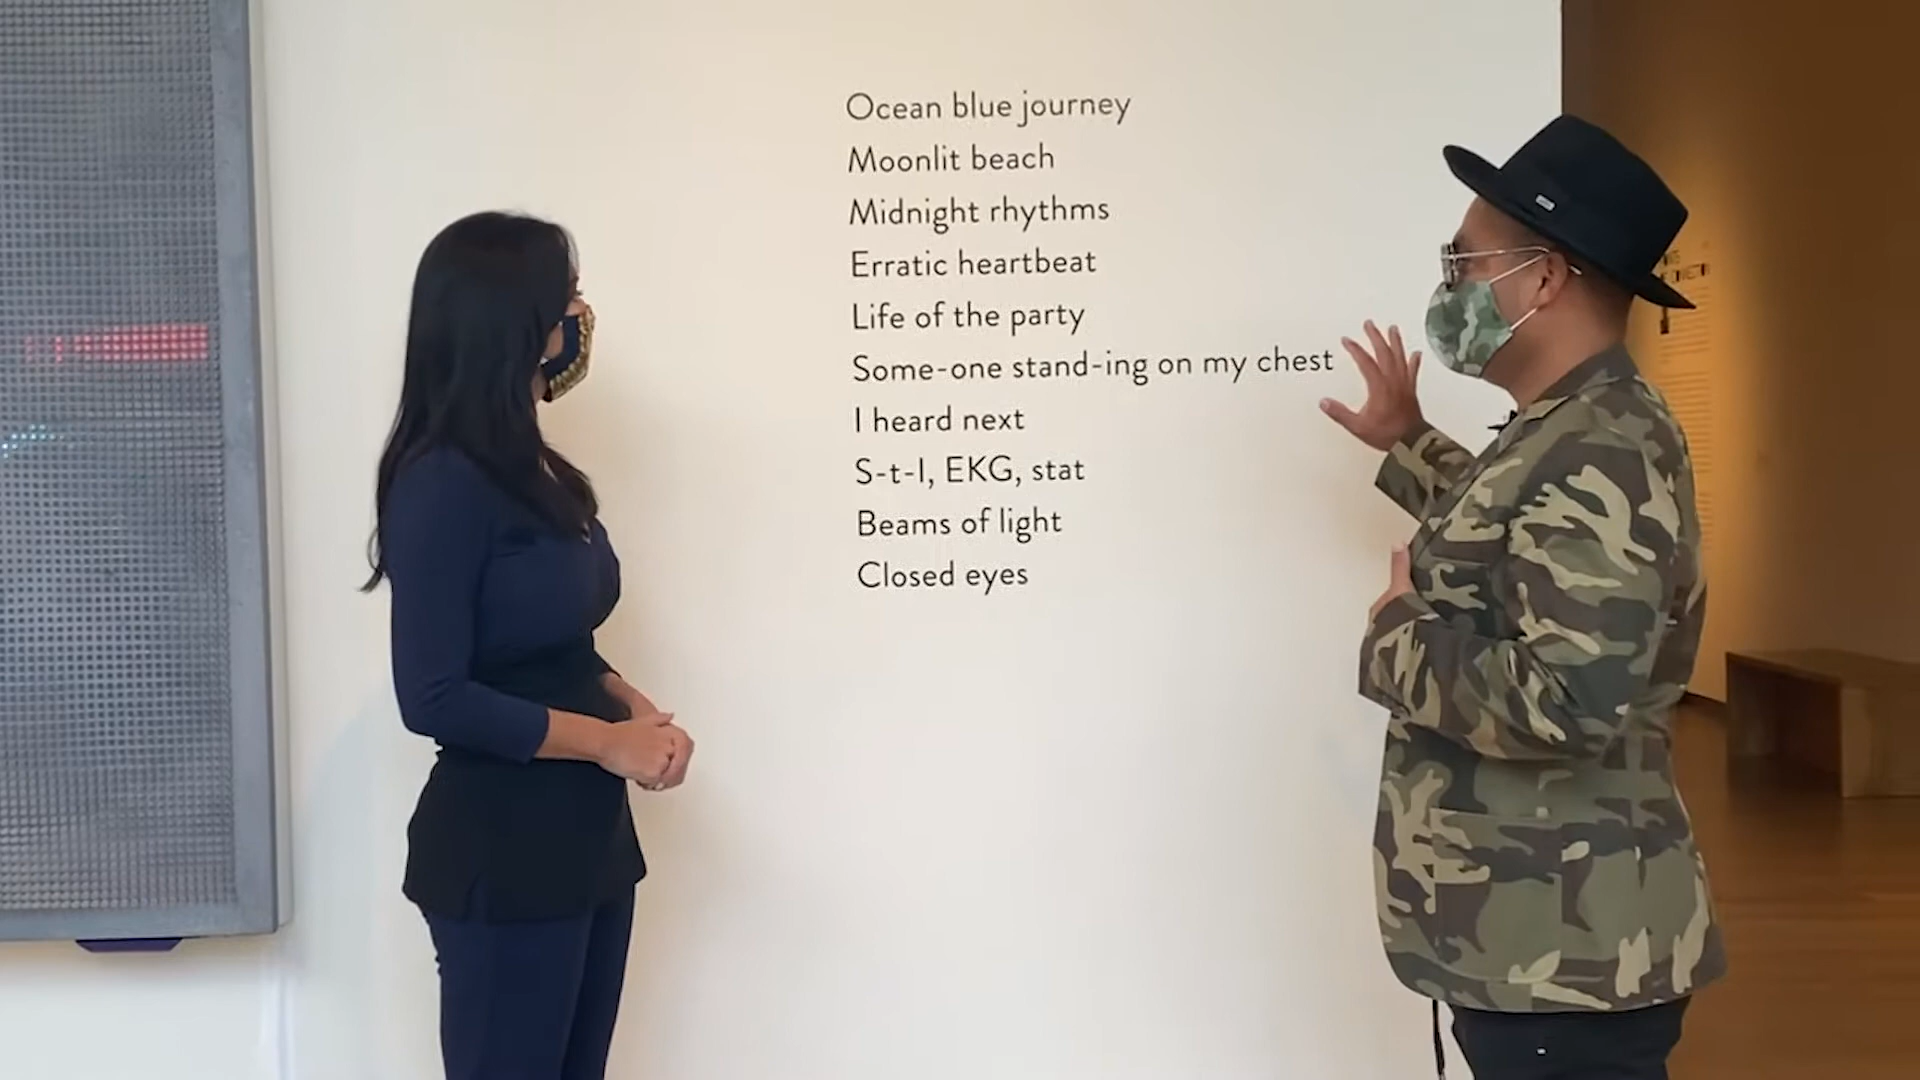 Ocean blue journey
Moonlit beach
Midnight rhythms
Erratic heartbeat
Life of the party
Some-one stand-ing on my chest
I heard next
S-t-I, EKG, stat
Beams of light
Closed eyes